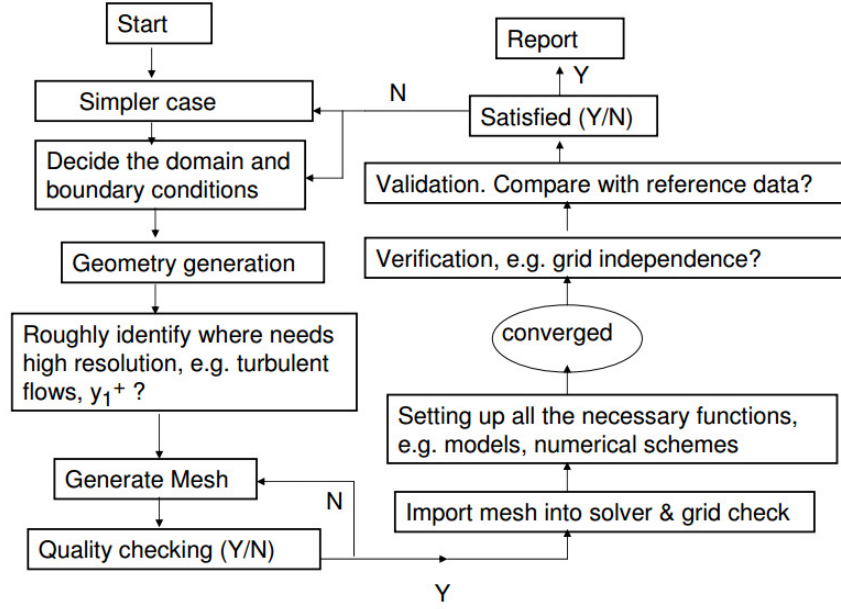 Start
Simpler case
Decide the domain and
boundary conditions
Geometry generation
Roughly identify where needs
high resolution, e.g. turbulent
flows, y₁⁺ ?
Generate Mesh
N
Quality checking (Y/N)
Y
Import mesh into solver & grid check
Setting up all the necessary functions,
e.g. models, numerical schemes
converged
Verification, e.g. grid independence?
Validation. Compare with reference data?
Satisfied (Y/N)
N
Y
Report